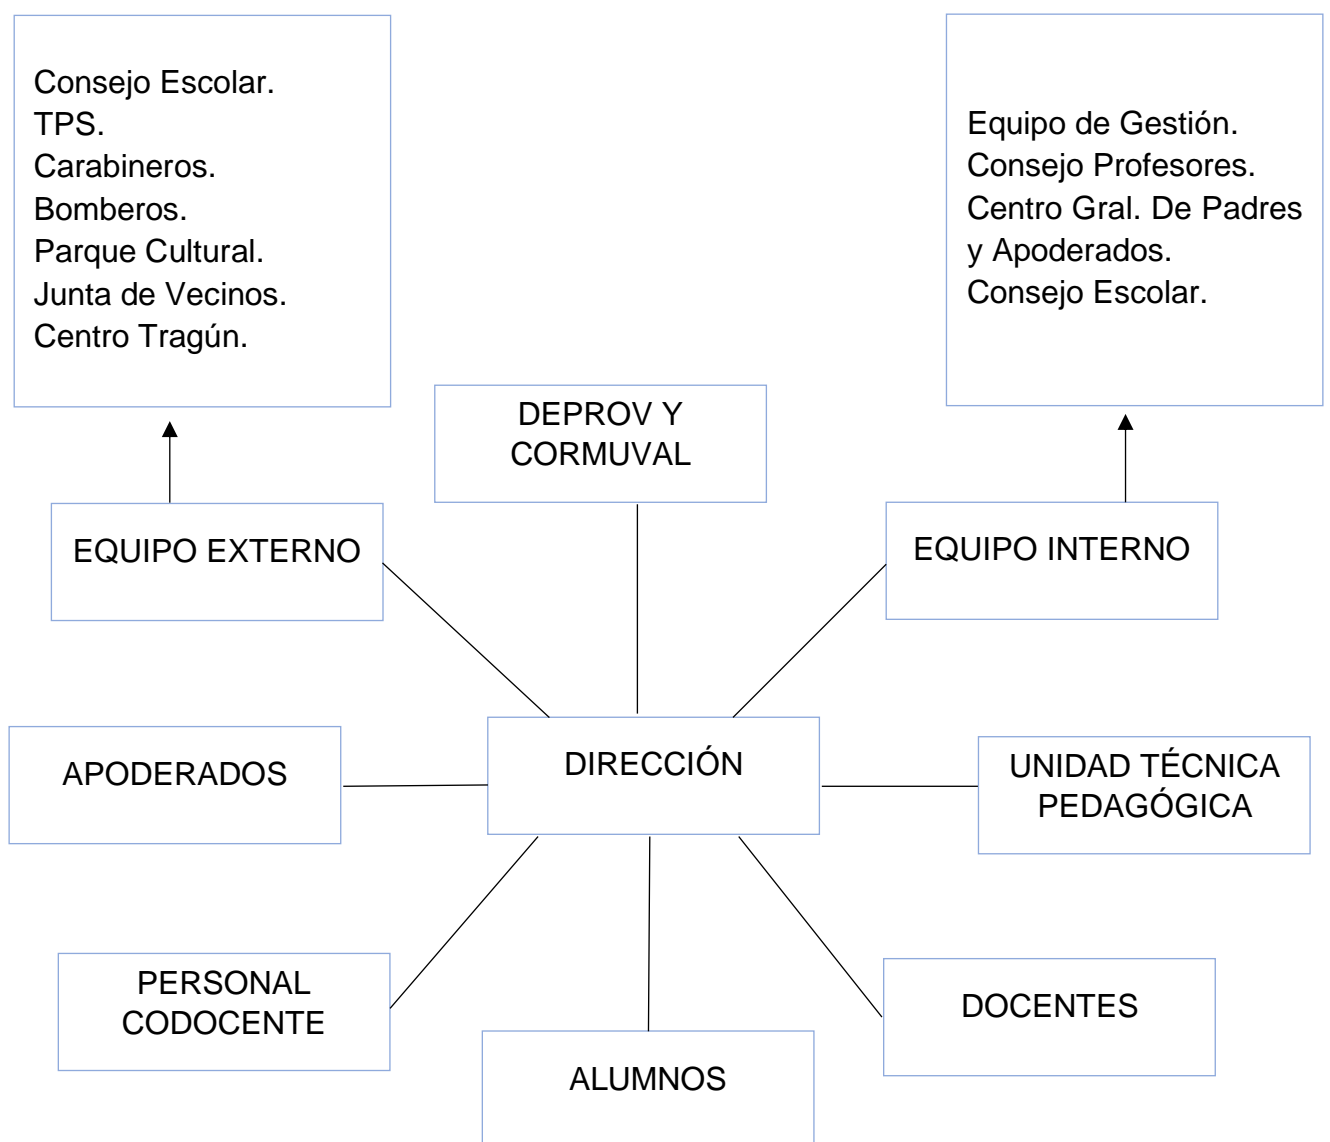 Consejo Escolar.
TPS.
Carabineros.
Bomberos.
Parque Cultural.
Junta de Vecinos.
Centro Tragún.
Equipo de Gestión.
Consejo Profesores.
Centro Gral. De Padres
y Apoderados.
Consejo Escolar.
DEPROV Y
CORMUVAL
EQUIPO EXTERNO
EQUIPO INTERNO
APODERADOS
DIRECCIÓN
UNIDAD TÉCNICA
PEDAGÓGICA
PERSONAL
CODOCENTE
DOCENTES
ALUMNOS